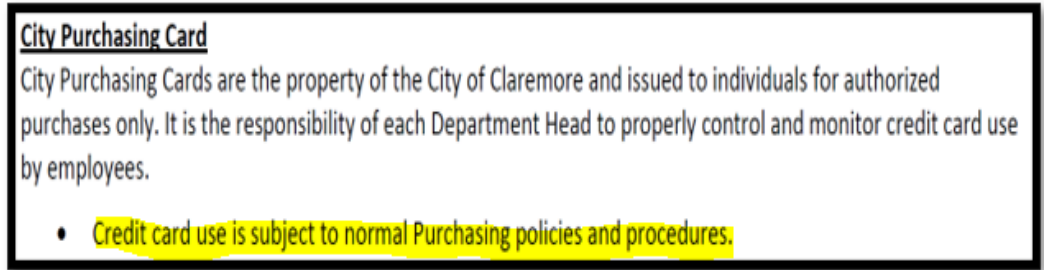 City Purchasing Card
City Purchasing Cards are the property of the City of Claremore and issued to individuals for authorized
purchases only. It is the responsibility of each Department Head to properly control and monitor credit card use
by employees.
• Credit card use is subject to normal Purchasing policies and procedures.